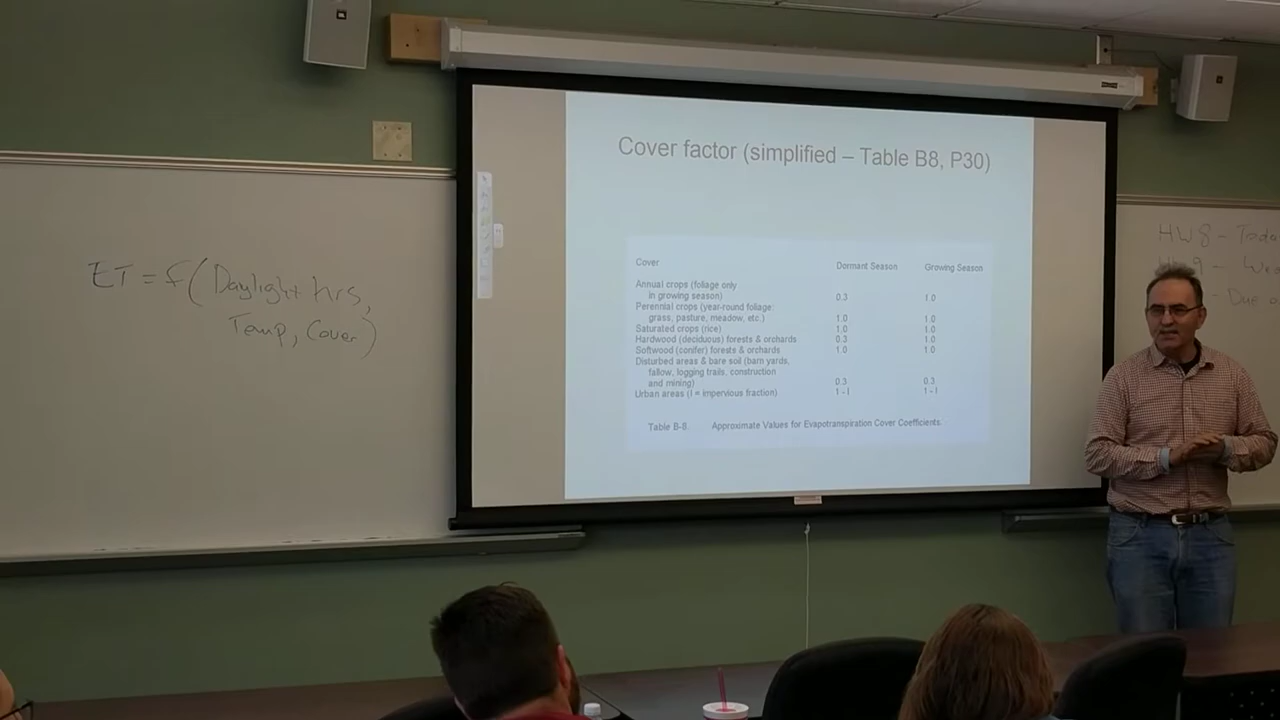 ET = f(Daylight hrs,
Temp, Cover)
Cover factor (simplified – Table B8, P30)
Cover Dormant Season Growing Season
Annual crops (foliage only
in growing season) 0.3 1.0
Perennial crops (year-round foliage:
grass, pasture, meadow, etc.) 1.0 1.0
Saturated crops (rice) 1.0 1.0
Hardwood (deciduous) forests & orchards 0.3 1.0
Softwood (conifer) forests & orchards 1.0 1.0
Disturbed areas & bare soil (barn yards,
fallow, logging trails, construction
and mining) 0.3 0.3
Urban areas (I = impervious fraction) 1 - I 1 - I
Table B-8. Approximate Values for Evapotranspiration Cover Coefficients.
HW8 -
- Due